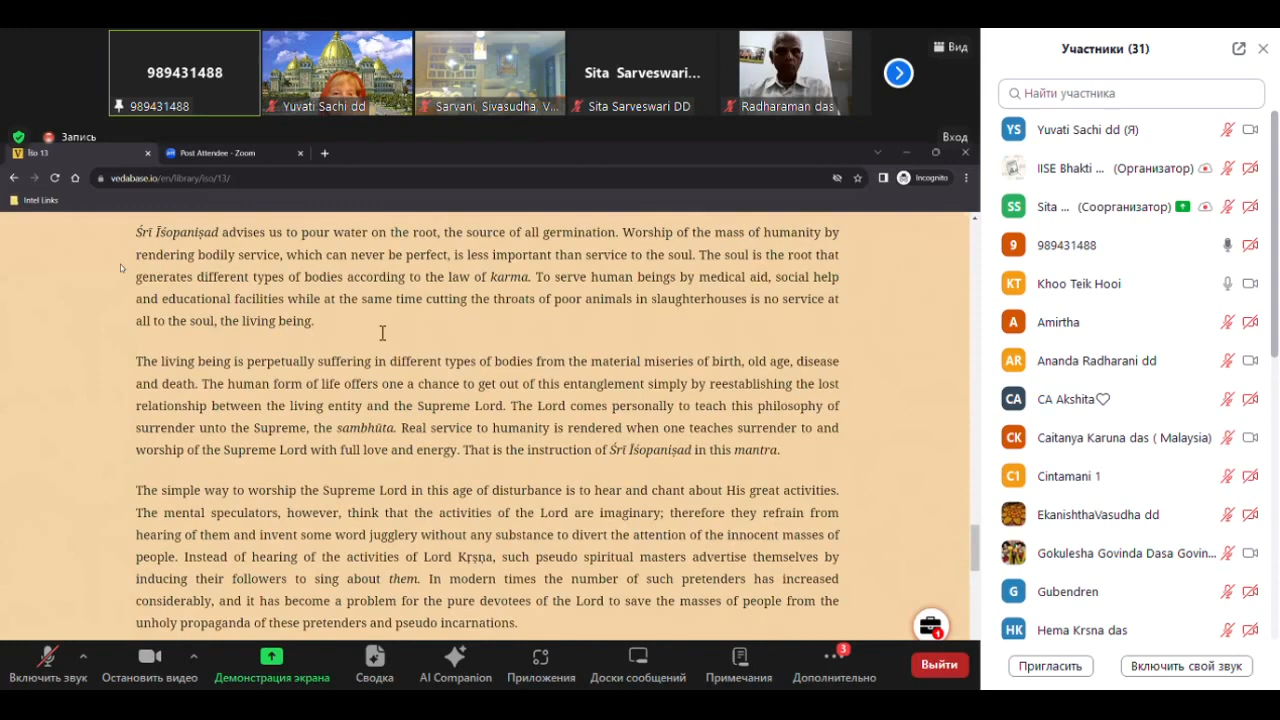 989431488
989431488
Yuvati Sachi dd
Sarvani, Sivasudha, V...
Sita Sarveswari...
Sita Sarveswari DD
Radharaman das
Вид
Запись
Вход
Īśo 13
Post Attendee - Zoom
vedabase.io/en/library/iso/13/
Incognito
Intel Links
Śrī Īśopaniṣad advises us to pour water on the root, the source of all germination. Worship of the mass of humanity by
rendering bodily service, which can never be perfect, is less important than service to the soul. The soul is the root that
generates different types of bodies according to the law of karma. To serve human beings by medical aid, social help
and educational facilities while at the same time cutting the throats of poor animals in slaughterhouses is no service at
all to the soul, the living being.
The living being is perpetually suffering in different types of bodies from the material miseries of birth, old age, disease
and death. The human form of life offers one a chance to get out of this entanglement simply by reestablishing the lost
relationship between the living entity and the Supreme Lord. The Lord comes personally to teach this philosophy of
surrender unto the Supreme, the sambhūta. Real service to humanity is rendered when one teaches surrender to and
worship of the Supreme Lord with full love and energy. That is the instruction of Śrī Īśopaniṣad in this mantra.
The simple way to worship the Supreme Lord in this age of disturbance is to hear and chant about His great activities.
The mental speculators, however, think that the activities of the Lord are imaginary; therefore they refrain from
hearing of them and invent some word jugglery without any substance to divert the attention of the innocent masses of
people. Instead of hearing of the activities of Lord Kṛṣṇa, such pseudo spiritual masters advertise themselves by
inducing their followers to sing about them. In modern times the number of such pretenders has increased
considerably, and it has become a problem for the pure devotees of the Lord to save the masses of people from the
unholy propaganda of these pretenders and pseudo incarnations.
1
Включить звук
Остановить видео
Демонстрация экрана
Сводка
AI Companion
Приложения
Доски сообщений
Примечания
3
Дополнительно
Выйти
Участники (31)
Найти участника
YS Yuvati Sachi dd (Я)
IISE Bhakti ... (Организатор)
SS Sita ... (Соорганизатор)
9 989431488
KT Khoo Teik Hooi
A Amirtha
AR Ananda Radharani dd
CA CA Akshita♡
CK Caitanya Karuna das ( Malaysia)
C1 Cintamani 1
EkanishthaVasudha dd
Gokulesha Govinda Dasa Govin...
G Gubendren
HK Hema Krsna das
Пригласить
Включить свой звук